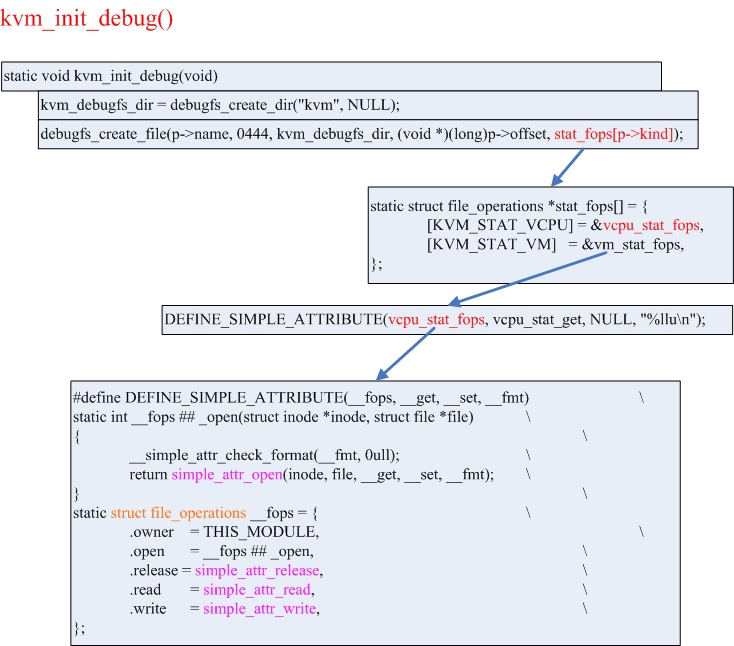 kvm_init_debug()
static void kvm_init_debug(void)
kvm_debugfs_dir = debugfs_create_dir("kvm", NULL);
debugfs_create_file(p->name, 0444, kvm_debugfs_dir, (void *)(long)p->offset, stat_fops[p->kind]);
static struct file_operations *stat_fops[] = {
[KVM_STAT_VCPU] = &vcpu_stat_fops,
[KVM_STAT_VM] = &vm_stat_fops,
};
DEFINE_SIMPLE_ATTRIBUTE(vcpu_stat_fops, vcpu_stat_get, NULL, "%llu\n");
#define DEFINE_SIMPLE_ATTRIBUTE(__fops, __get, __set, __fmt) \
static int __fops ## _open(struct inode *inode, struct file *file) \
{ \
__simple_attr_check_format(__fmt, 0ull); \
return simple_attr_open(inode, file, __get, __set, __fmt); \
} \
static struct file_operations __fops = { \
.owner = THIS_MODULE, \
.open = __fops ## _open, \
.release = simple_attr_release, \
.read = simple_attr_read, \
.write = simple_attr_write, \
};